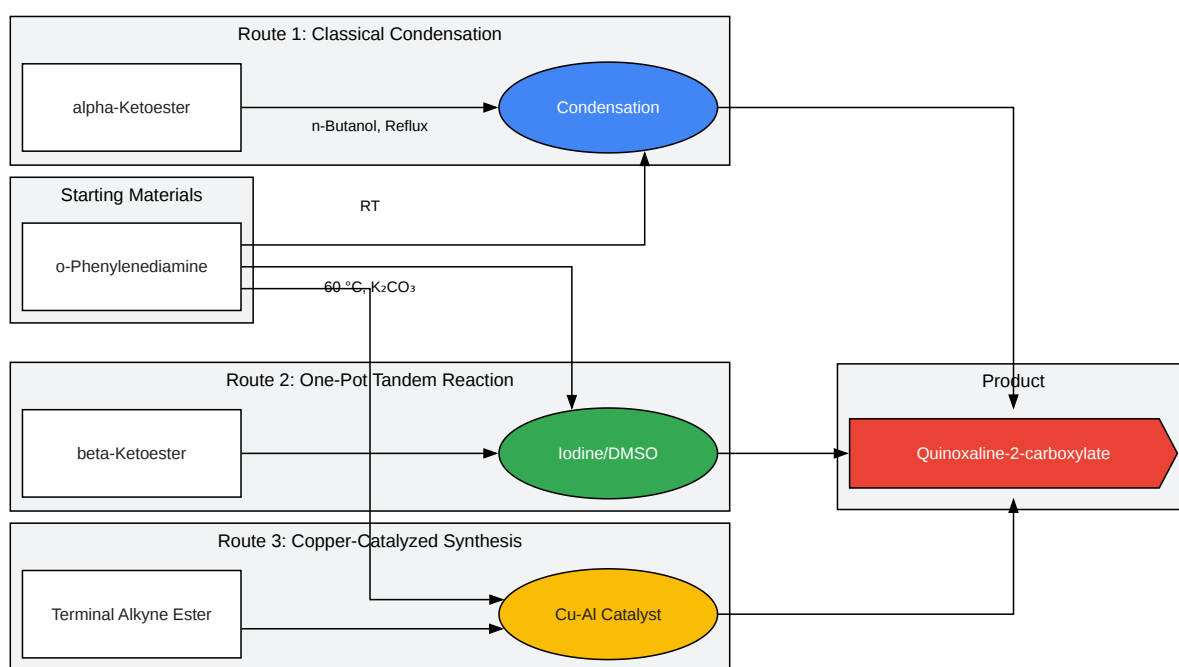 Route 1: Classical Condensation
alpha-Ketoester
n-Butanol, Reflux
Condensation
Starting Materials
RT
o-Phenylenediamine
60 °C, K₂CO₃
Route 2: One-Pot Tandem Reaction
beta-Ketoester
Iodine/DMSO
Product
Quinoxaline-2-carboxylate
Route 3: Copper-Catalyzed Synthesis
Terminal Alkyne Ester
Cu-Al Catalyst